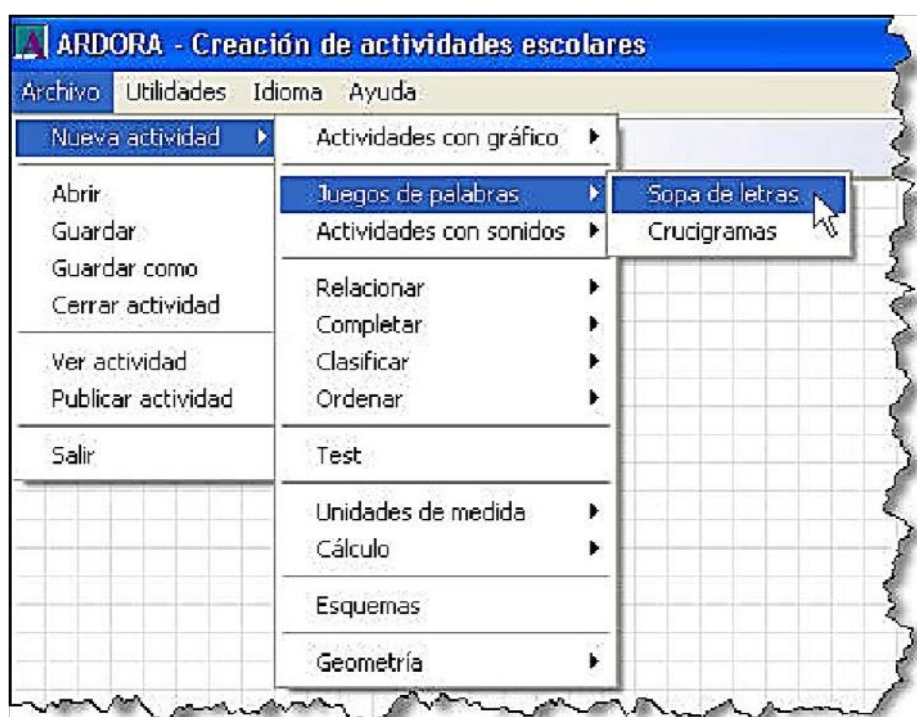 ARDORA - Creación de actividades escolares
Archivo Utilidades Idioma Ayuda
Nueva actividad
Abrir
Guardar
Guardar como
Cerrar actividad
Ver actividad
Publicar actividad
Salir
Actividades con gráfico
Juegos de palabras
Actividades con sonidos
Relacionar
Completar
Clasificar
Ordenar
Test
Unidades de medida
Cálculo
Esquemas
Geometría
Sopa de letras
Crucigramas